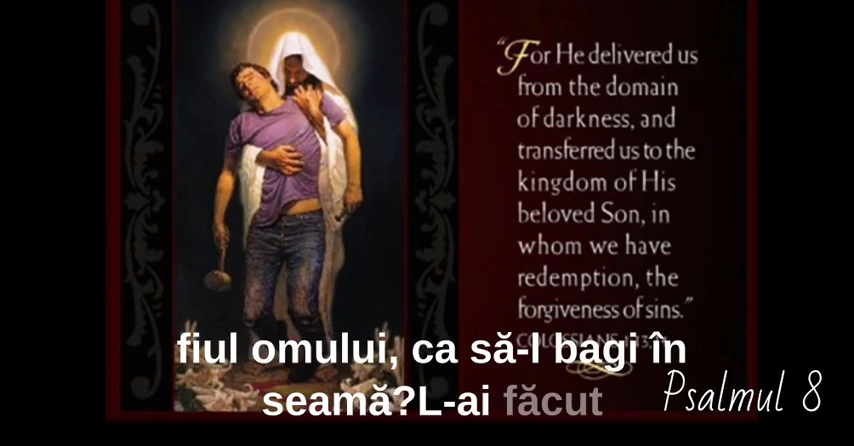 “For He delivered us
from the domain
of darkness, and
transferred us to the
kingdom of His
beloved Son, in
whom we have
redemption, the
forgiveness of sins.”
COLOSSIANS
fiul omului, ca să-l bagi în
seamă?L-ai făcut
Psalmul 8